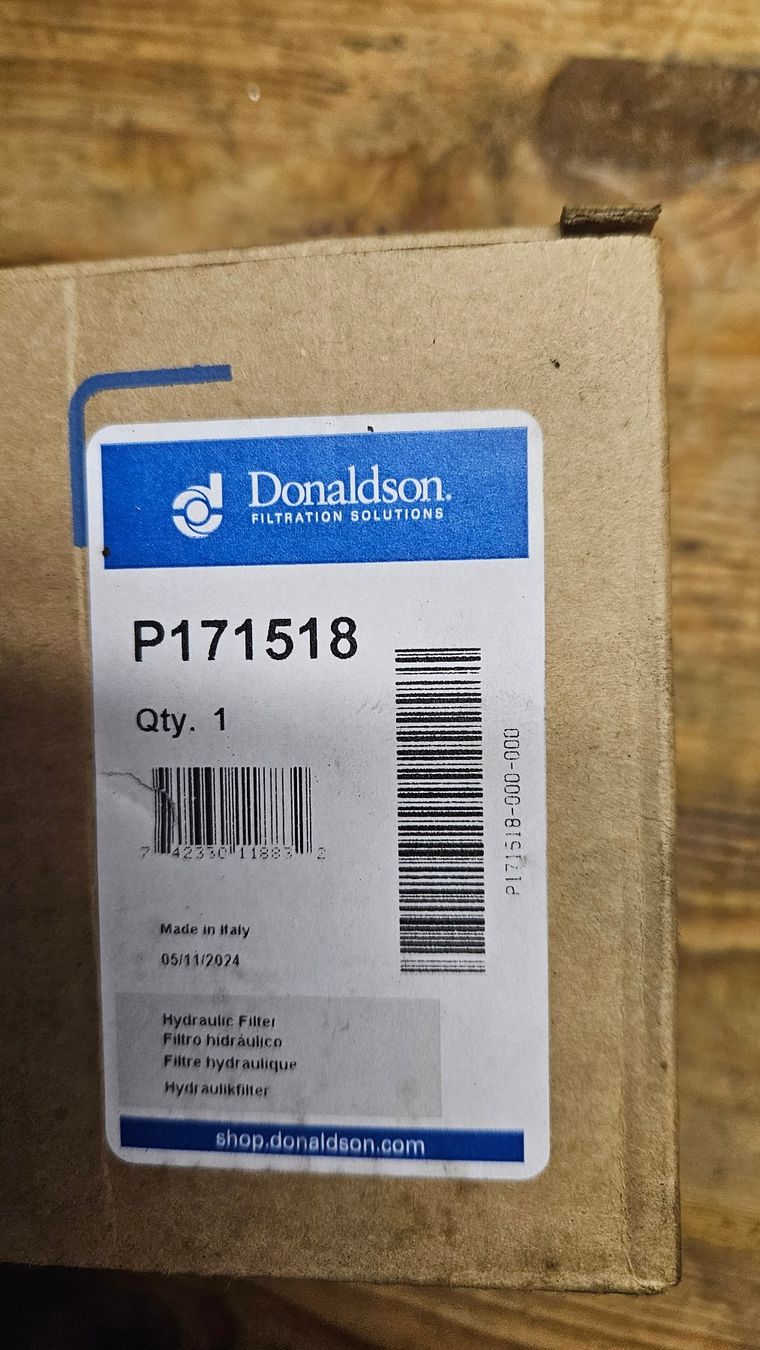 Donaldson.
FILTRATION SOLUTIONS
P171518
Qty. 1
7 42330 11883 2
P171518-000-000
Made in Italy
05/11/2024
Hydraulic Filter
Filtro hidráulico
Filtre hydraulique
Hydraulikfilter
shop.donaldson.com